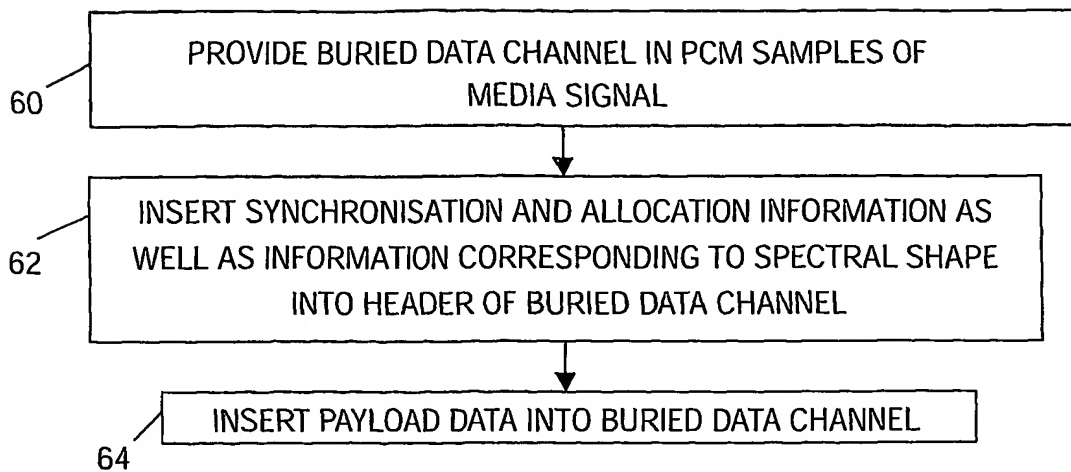 PROVIDE BURIED DATA CHANNEL IN PCM SAMPLES OF
MEDIA SIGNAL
60
INSERT SYNCHRONISATION AND ALLOCATION INFORMATION AS
WELL AS INFORMATION CORRESPONDING TO SPECTRAL SHAPE
INTO HEADER OF BURIED DATA CHANNEL
62
INSERT PAYLOAD DATA INTO BURIED DATA CHANNEL
64